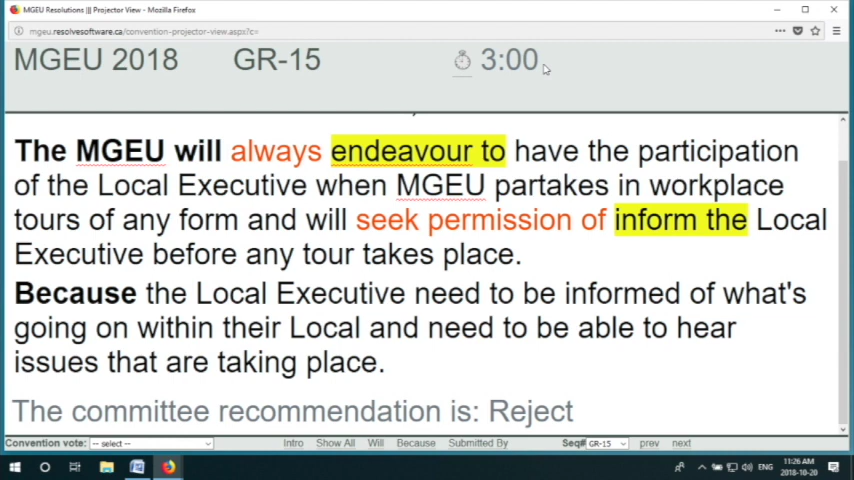 MGEU Resolutions ||| Projector View - Mozilla Firefox
mgeu.resolvesoftware.ca/convention-projector-view.aspx?c=
MGEU 2018 GR-15 3:00
The MGEU will always endeavour to have the participation
of the Local Executive when MGEU partakes in workplace
tours of any form and will seek permission of inform the Local
Executive before any tour takes place.
Because the Local Executive need to be informed of what's
going on within their Local and need to be able to hear
issues that are taking place.
The committee recommendation is: Reject
Convention vote: -- select -- Intro Show All Will Because Submitted By Seq# GR-15 prev next
ENG 11:26 AM
2018-10-20